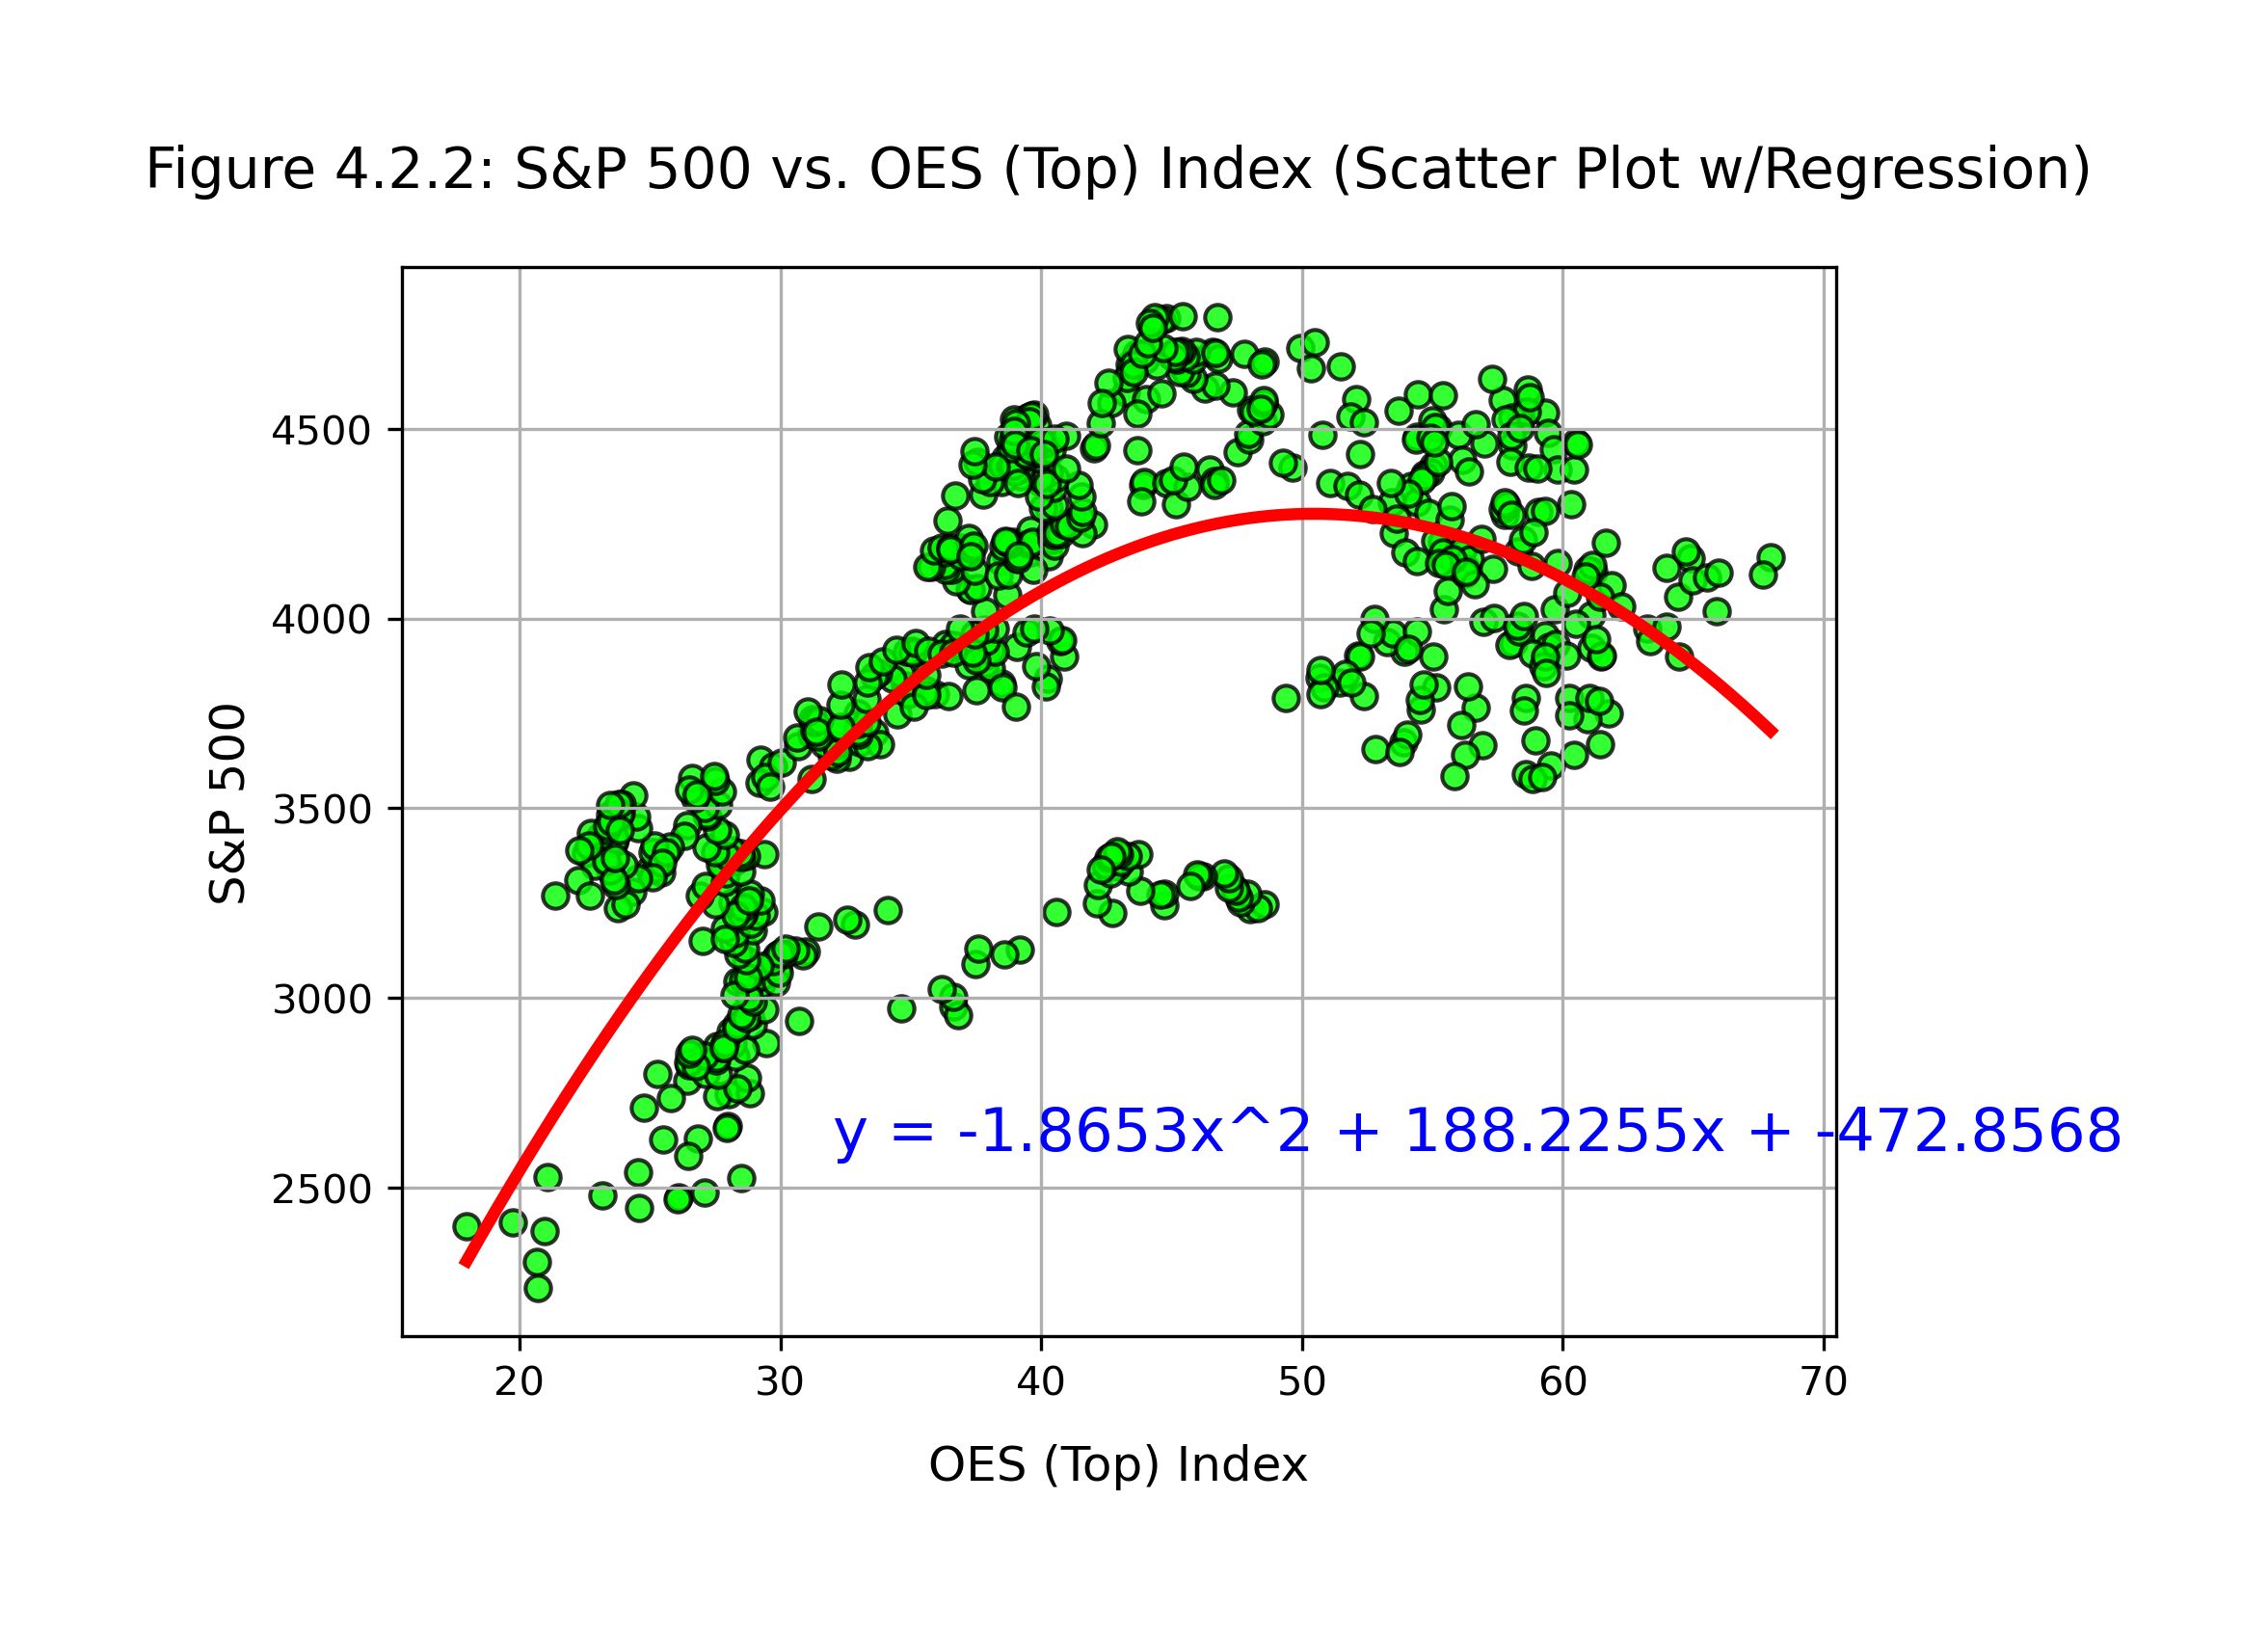 Figure 4.2.2: S&P 500 vs. OES (Top) Index (Scatter Plot w/Regression)
S&P 500
4500
4000
3500
3000
2500
y = -1.8653x^2 + 188.2255x + -472.8568
20 30 40 50 60 70
OES (Top) Index